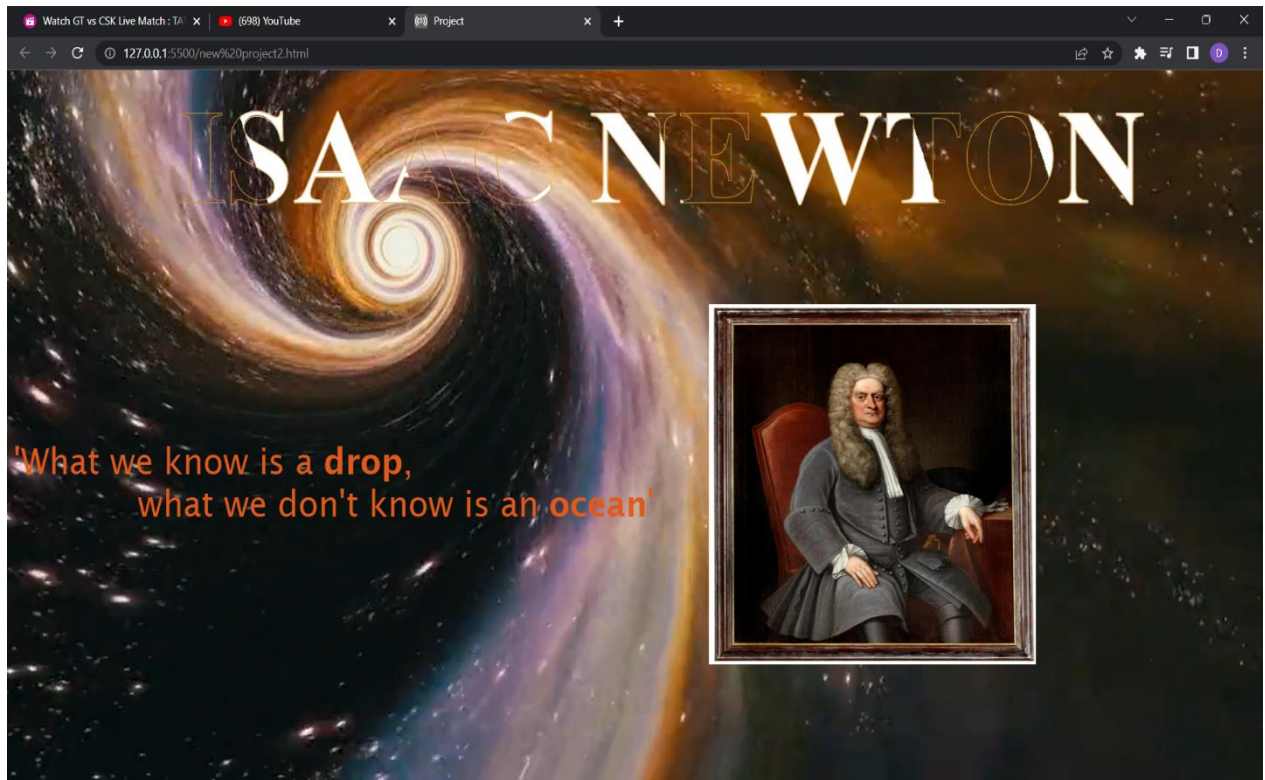 Watch GT vs CSK Live Match : TA
(698) YouTube
Project
127.0.0.1:5500/new%20project2.html
D
ISAAC NEWTON
'What we know is a drop,
what we don't know is an ocean'